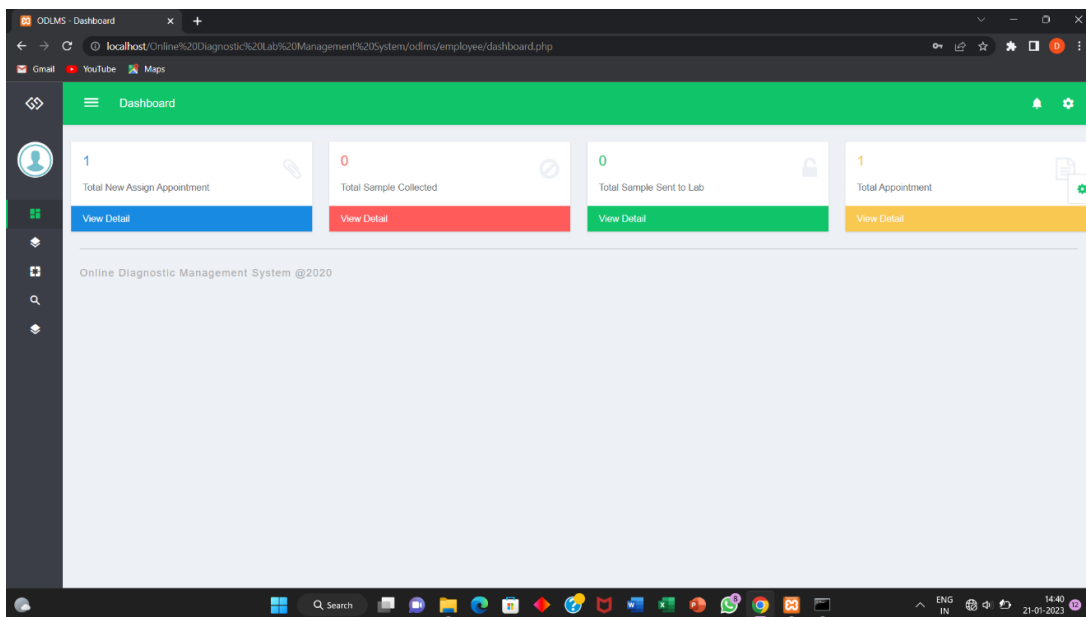 ODLMS - Dashboard
localhost/Online%20Diagnostic%20Lab%20Management%20System/odlms/employee/dashboard.php
D
Gmail YouTube Maps
Dashboard
1
Total New Assign Appointment
View Detail
0
Total Sample Collected
View Detail
0
Total Sample Sent to Lab
View Detail
1
Total Appointment
View Detail
Online Diagnostic Management System @2020
Search
8
ENG
IN
14:40
21-01-2023
12